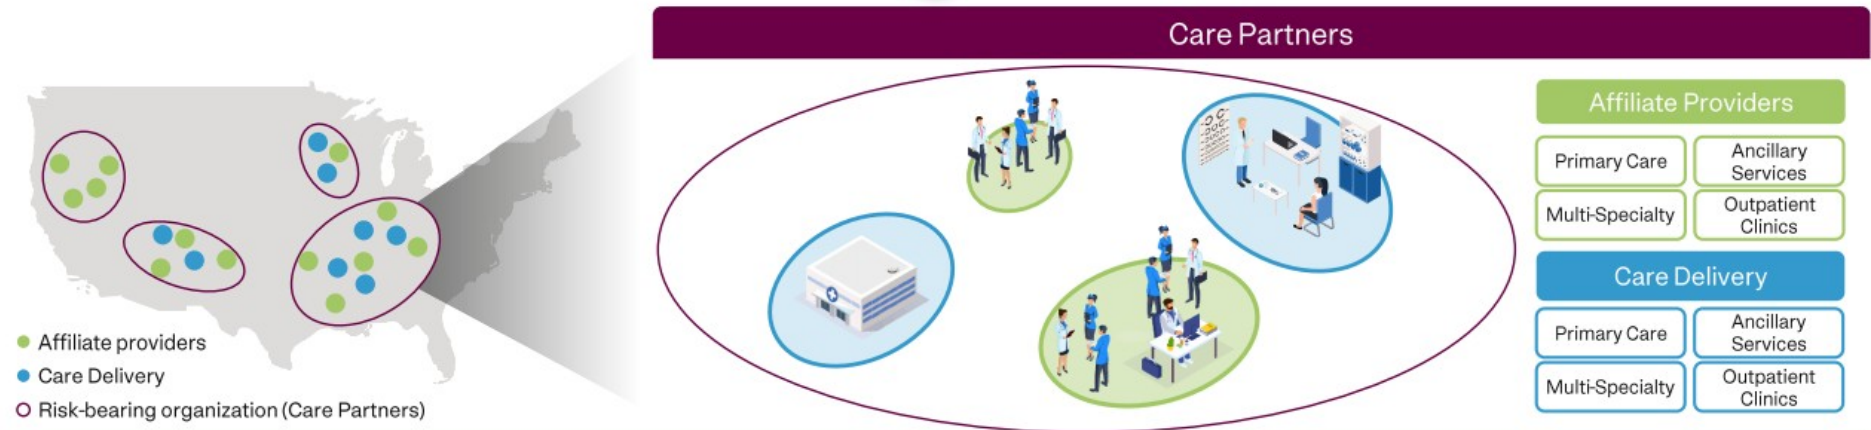 Care Partners
Affiliate providers
Care Delivery
Risk-bearing organization (Care Partners)
Affiliate Providers
Primary Care
Ancillary
Services
Multi-Specialty
Outpatient
Clinics
Care Delivery
Primary Care
Ancillary
Services
Multi-Specialty
Outpatient
Clinics